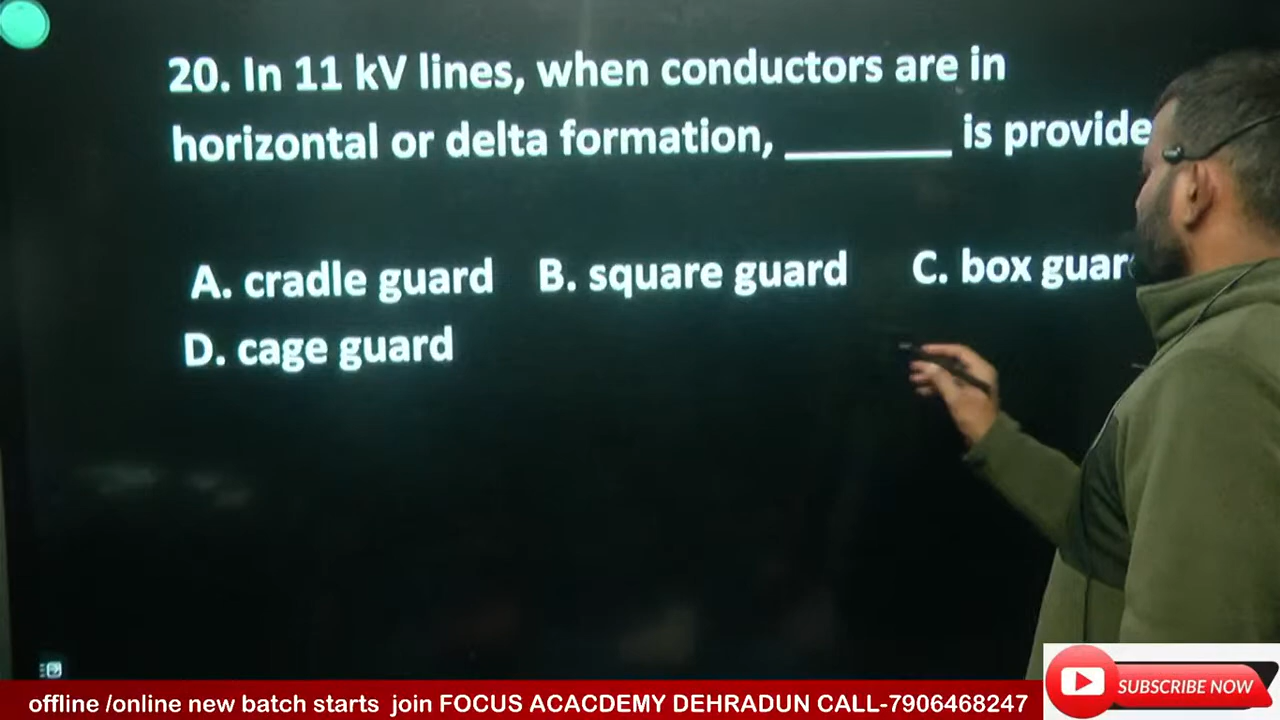 20. In 11 kV lines, when conductors are in
horizontal or delta formation, ________ is provide
A. cradle guard B. square guard C. box guar
D. cage guard
offline /online new batch starts join FOCUS ACACDEMY DEHRADUN CALL-7906468247
SUBSCRIBE NOW